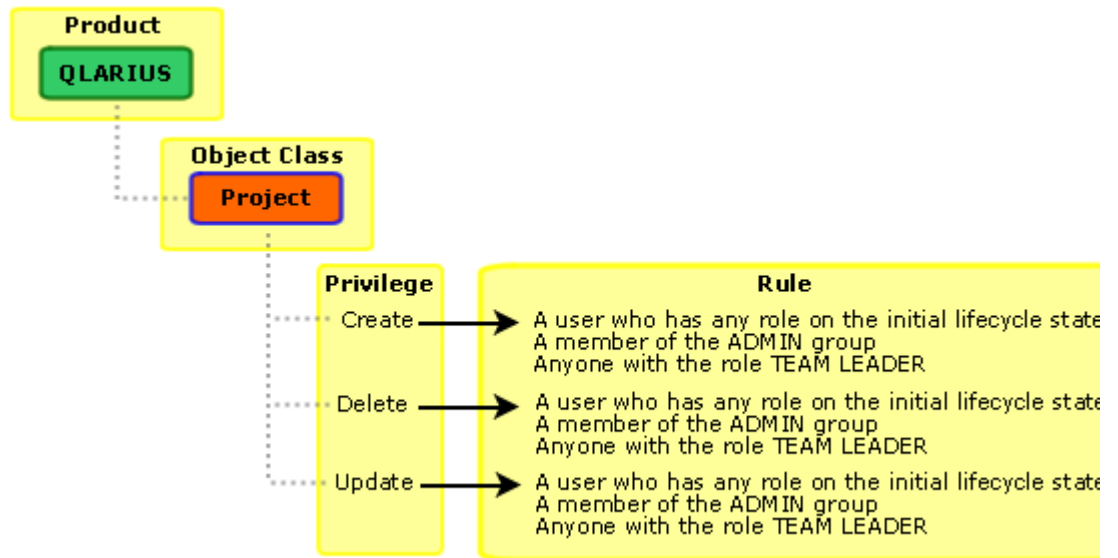 Product
QLARIUS
Object Class
Project
Privilege
Rule
Create
A user who has any role on the initial lifecycle state
A member of the ADMIN group
Anyone with the role TEAM LEADER
Delete
A user who has any role on the initial lifecycle state
A member of the ADMIN group
Anyone with the role TEAM LEADER
Update
A user who has any role on the initial lifecycle state
A member of the ADMIN group
Anyone with the role TEAM LEADER